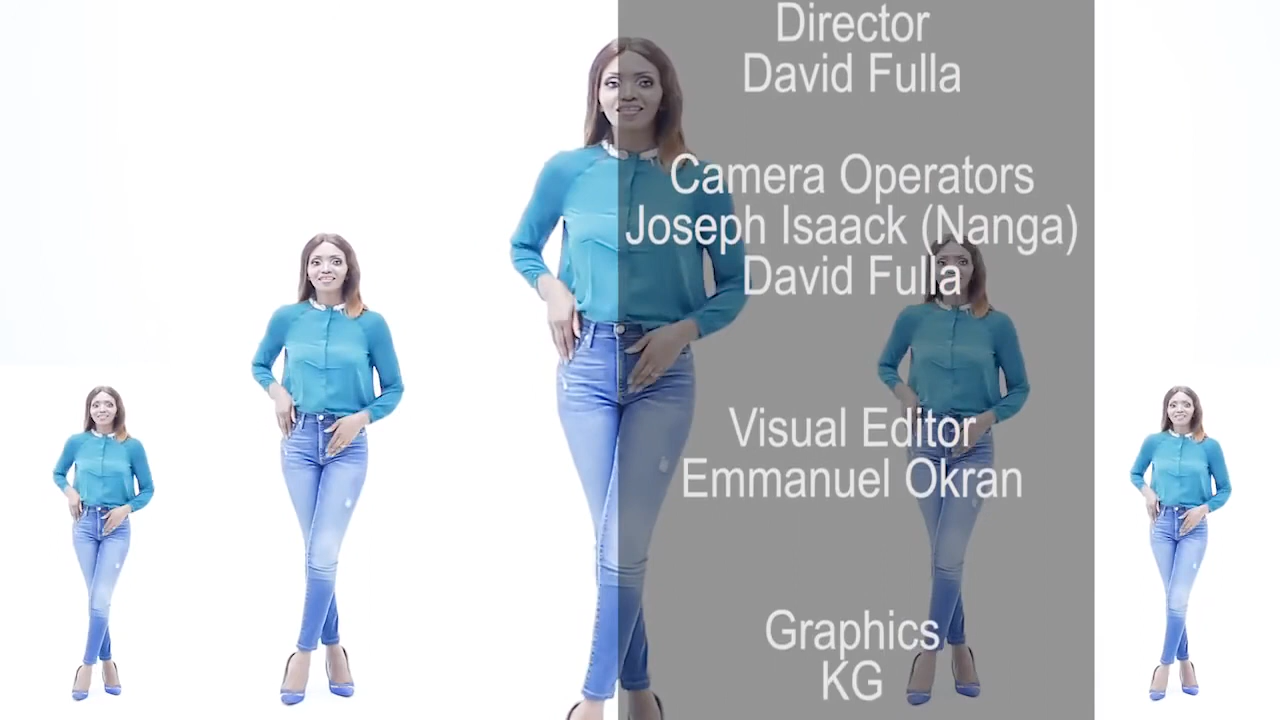 Director
David Fulla
Camera Operators
Joseph Isaack (Nanga)
David Fulla
Visual Editor
Emmanuel Okran
Graphics
KG